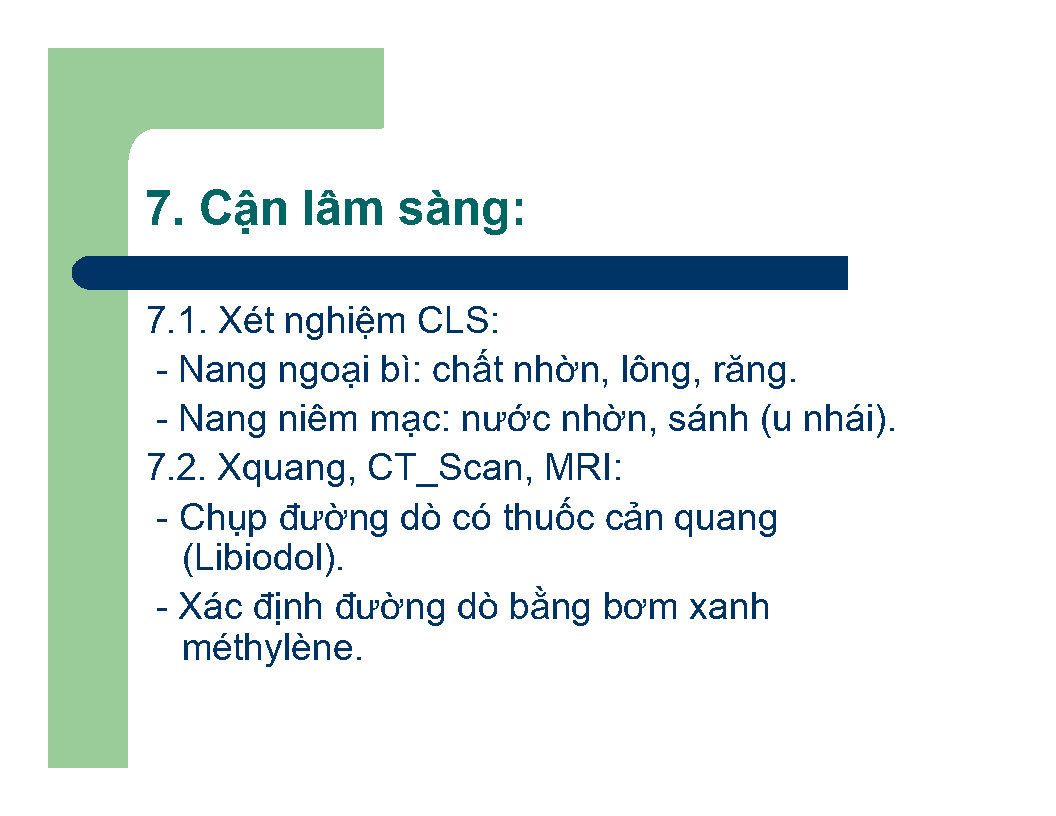 7. Cận lâm sàng:
7.1. Xét nghiệm CLS:
- Nang ngoại bì: chất nhờn, lông, răng.
- Nang niêm mạc: nước nhờn, sánh (u nhái).
7.2. Xquang, CT_Scan, MRI:
- Chụp đường dò có thuốc cản quang
(Libiodol).
- Xác định đường dò bằng bơm xanh
méthylène.